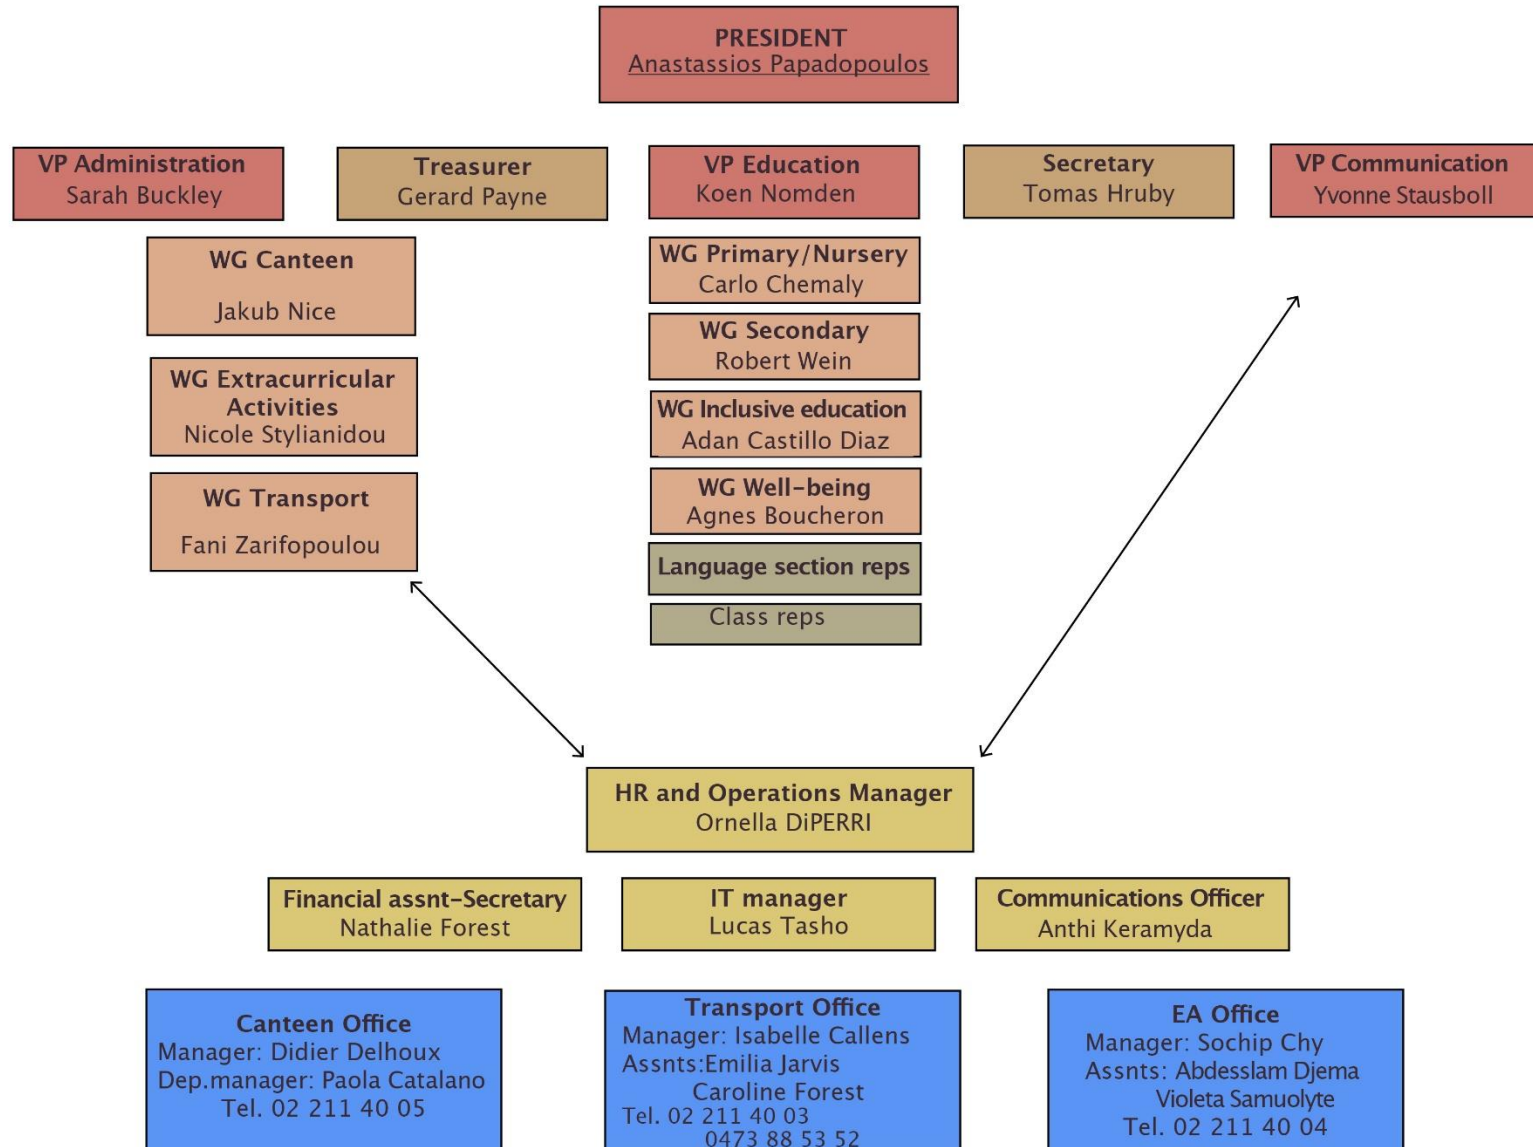 PRESIDENT
Anastassios Papadopoulos
VP Administration
Sarah Buckley
Treasurer
Gerard Payne
VP Education
Koen Nomden
Secretary
Tomas Hruby
VP Communication
Yvonne Stausboll
WG Canteen
Jakub Nice
WG Extracurricular
Activities
Nicole Stylianidou
WG Transport
Fani Zarifopoulou
WG Primary/Nursery
Carlo Chemaly
WG Secondary
Robert Wein
WG Inclusive education
Adan Castillo Diaz
WG Well-being
Agnes Boucheron
Language section reps
Class reps
HR and Operations Manager
Ornella DiPERRI
Financial assnt-Secretary
Nathalie Forest
IT manager
Lucas Tasho
Communications Officer
Anthi Keramyda
Canteen Office
Manager: Didier Delhoux
Dep.manager: Paola Catalano
Tel. 02 211 40 05
Transport Office
Manager: Isabelle Callens
Assnts:Emilia Jarvis
Caroline Forest
Tel. 02 211 40 03
0473 88 53 52
EA Office
Manager: Sochip Chy
Assnts: Abdesslam Djema
Violeta Samuolyte
Tel. 02 211 40 04